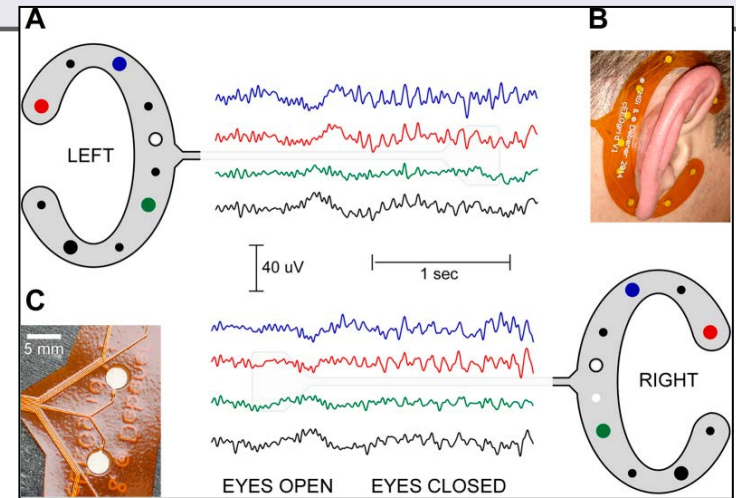 A
B
LEFT
40 uV
1 sec
C
5 mm
RIGHT
EYES OPEN
EYES CLOSED